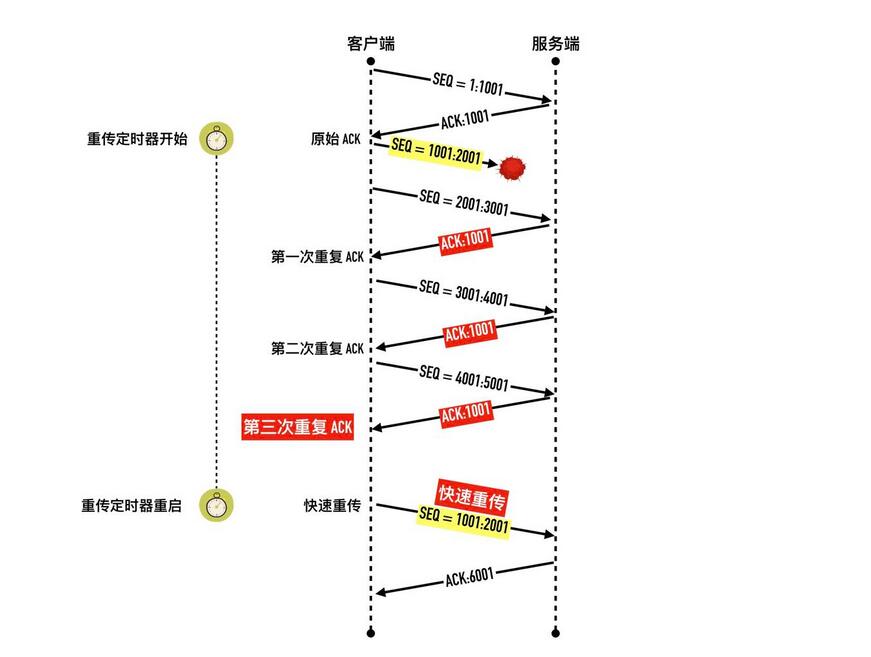 客户端
服务端
SEQ = 1:1001
ACK:1001
重传定时器开始
原始 ACK
SEQ = 1001:2001
SEQ = 2001:3001
ACK:1001
第一次重复 ACK
SEQ = 3001:4001
ACK:1001
第二次重复 ACK
SEQ = 4001:5001
ACK:1001
第三次重复 ACK
快速重传
重传定时器重启
快速重传
SEQ = 1001:2001
ACK:6001